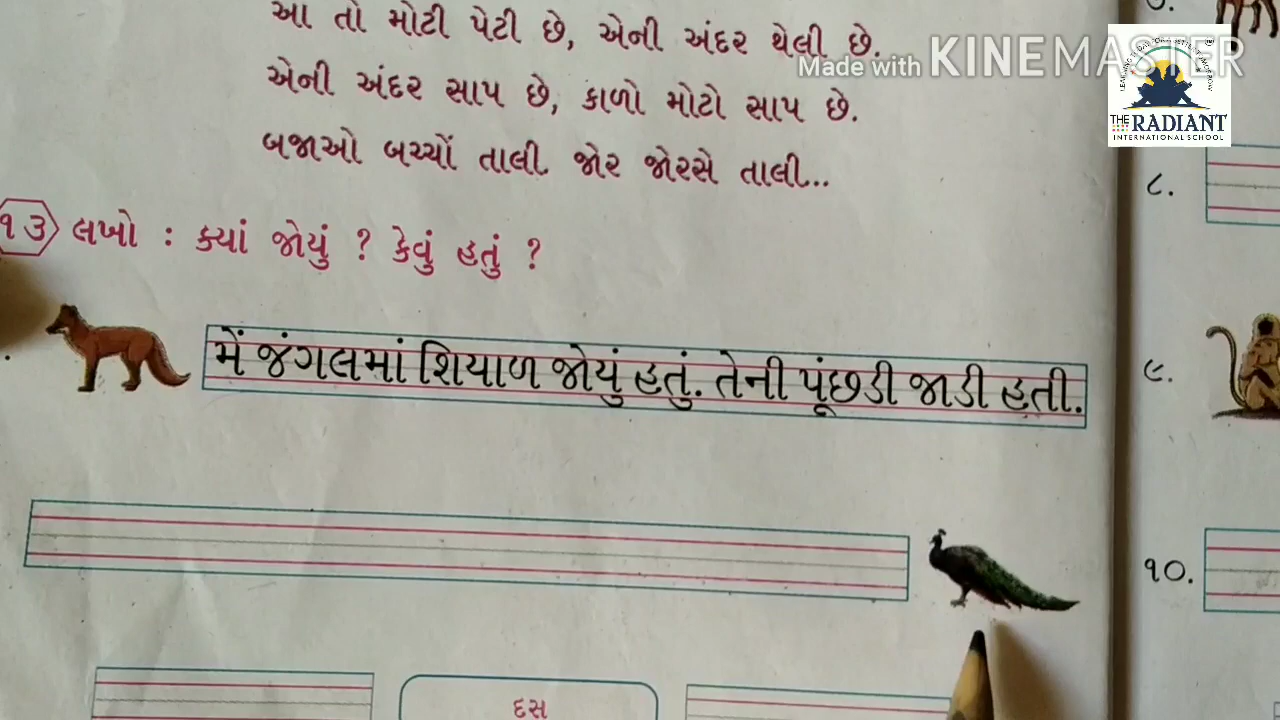 આ તો મોટી પેટી છે, એની અંદર થેલી છે.
એની અંદર સાપ છે, કાળો મોટો સાપ છે.
બજાઓ બચ્ચોં તાલી જોર જોરસે તાલી...
૧૩ લખો : ક્યાં જોયું ? કેવું હતું ?
મેં જંગલમાં શિયાળ જોયું હતું. તેની પૂંછડી જાડી હતી.
દસ
૮.
૯.
૧૦.
Made with KINEMASTER
THE RADIANT
INTERNATIONAL SCHOOL